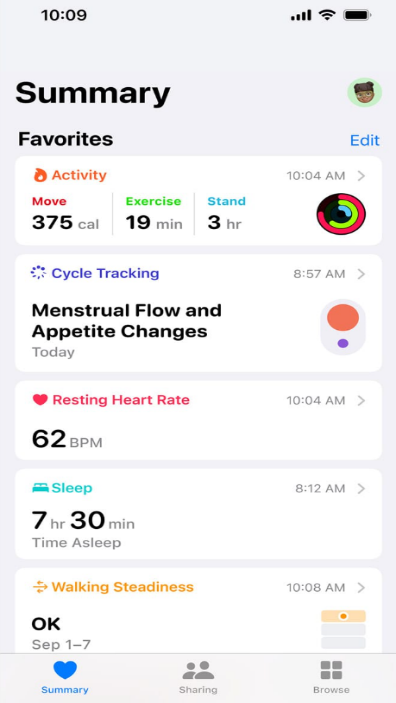 10:09
Summary
Favorites Edit
Activity 10:04 AM
Move Exercise Stand
375 cal 19 min 3 hr
Cycle Tracking 8:57 AM
Menstrual Flow and
Appetite Changes
Today
Resting Heart Rate 10:04 AM
62 BPM
Sleep 8:12 AM
7 hr 30 min
Time Asleep
Walking Steadiness 10:08 AM
OK
Sep 1–7
Summary Sharing Browse